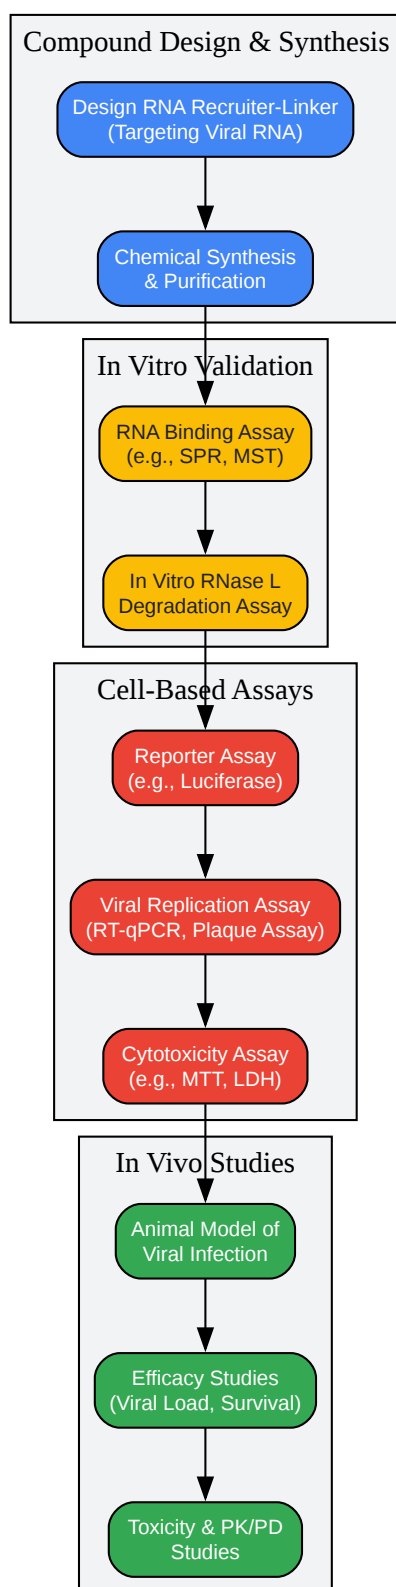 Compound Design & Synthesis
Design RNA Recruiter-Linker
(Targeting Viral RNA)
Chemical Synthesis
& Purification
In Vitro Validation
RNA Binding Assay
(e.g., SPR, MST)
In Vitro RNase L
Degradation Assay
Cell-Based Assays
Reporter Assay
(e.g., Luciferase)
Viral Replication Assay
(RT-qPCR, Plaque Assay)
Cytotoxicity Assay
(e.g., MTT, LDH)
In Vivo Studies
Animal Model of
Viral Infection
Efficacy Studies
(Viral Load, Survival)
Toxicity & PK/PD
Studies